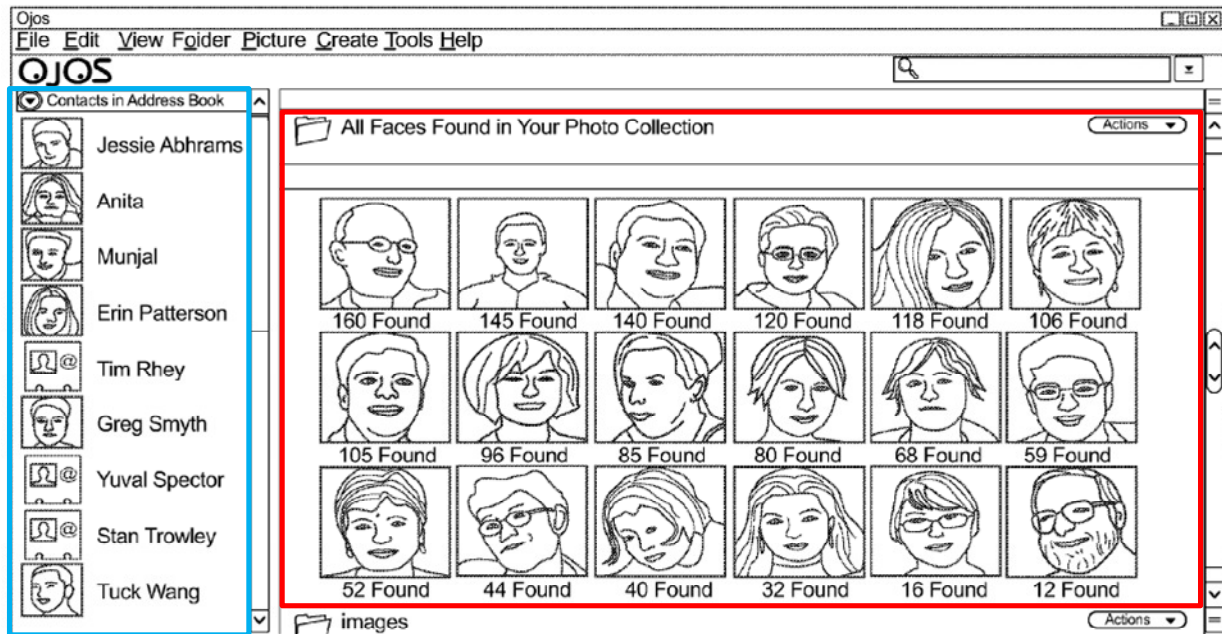 Ojos
File Edit View Foider Picture Create Tools Help
OJOS
Contacts in Address Book
Jessie Abhrams
Anita
Munjal
Erin Patterson
Tim Rhey
Greg Smyth
Yuval Spector
Stan Trowley
Tuck Wang
All Faces Found in Your Photo Collection
Actions
160 Found 145 Found 140 Found 120 Found 118 Found 106 Found
105 Found 96 Found 85 Found 80 Found 68 Found 59 Found
52 Found 44 Found 40 Found 32 Found 16 Found 12 Found
images
Actions